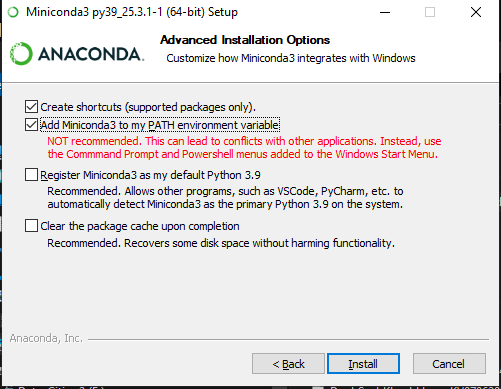 Miniconda3 py39_25.3.1-1 (64-bit) Setup
ANACONDA.
Advanced Installation Options
Customize how Miniconda3 integrates with Windows
Create shortcuts (supported packages only).
Add Miniconda3 to my PATH environment variable
NOT recommended. This can lead to conflicts with other applications. Instead, use
the Commmand Prompt and Powershell menus added to the Windows Start Menu.
Register Miniconda3 as my default Python 3.9
Recommended. Allows other programs, such as VSCode, PyCharm, etc. to
automatically detect Miniconda3 as the primary Python 3.9 on the system.
Clear the package cache upon completion
Recommended. Recovers some disk space without harming functionality.
Anaconda, Inc.
< Back
Install
Cancel